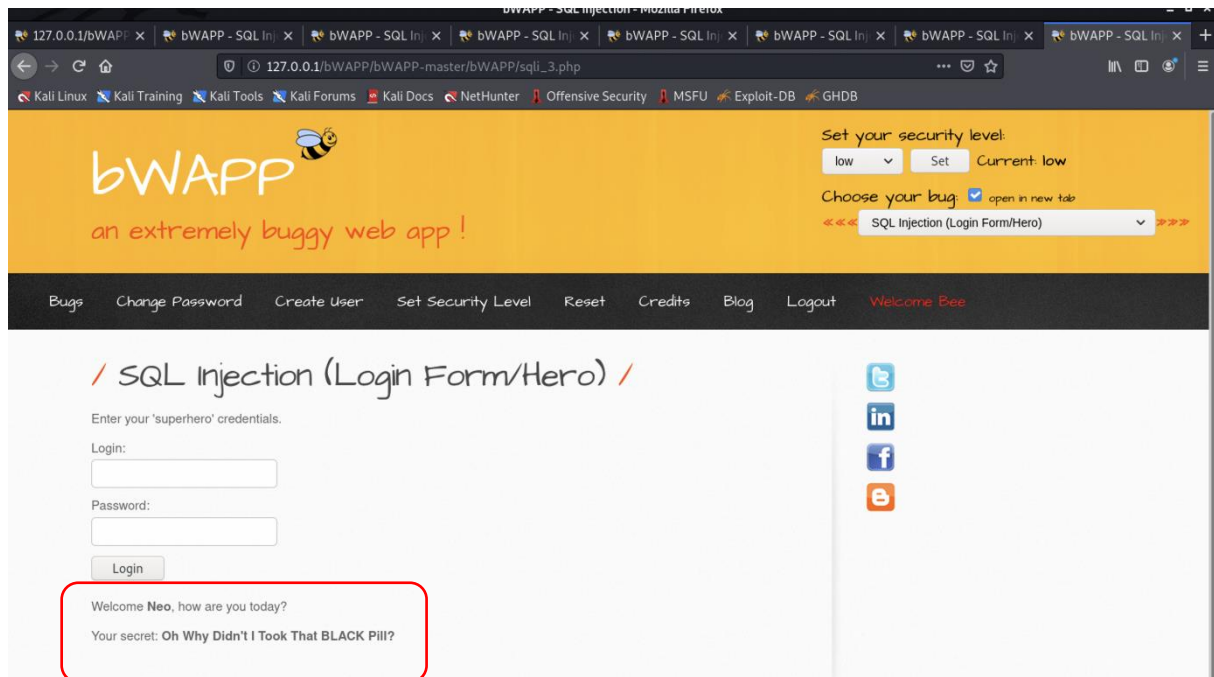 bWAPP - SQL Injection - Mozilla Firefox
127.0.0.1/bWAPP bWAPP - SQL Inj bWAPP - SQL Inj bWAPP - SQL Inj bWAPP - SQL Inj bWAPP - SQL Inj bWAPP - SQL Inj bWAPP - SQL Inj
127.0.0.1/bWAPP/bWAPP-master/bWAPP/sqli_3.php
Kali Linux Kali Training Kali Tools Kali Forums Kali Docs NetHunter Offensive Security MSFU Exploit-DB GHDB
bWAPP
an extremely buggy web app !
Set your security level:
low Set Current: low
Choose your bug: open in new tab
<<< SQL Injection (Login Form/Hero) >>>
Bugs Change Password Create User Set Security Level Reset Credits Blog Logout Welcome Bee
/ SQL Injection (Login Form/Hero) /
Enter your 'superhero' credentials.
Login:
Password:
Login
Welcome Neo, how are you today?
Your secret: Oh Why Didn't I Took That BLACK Pill?